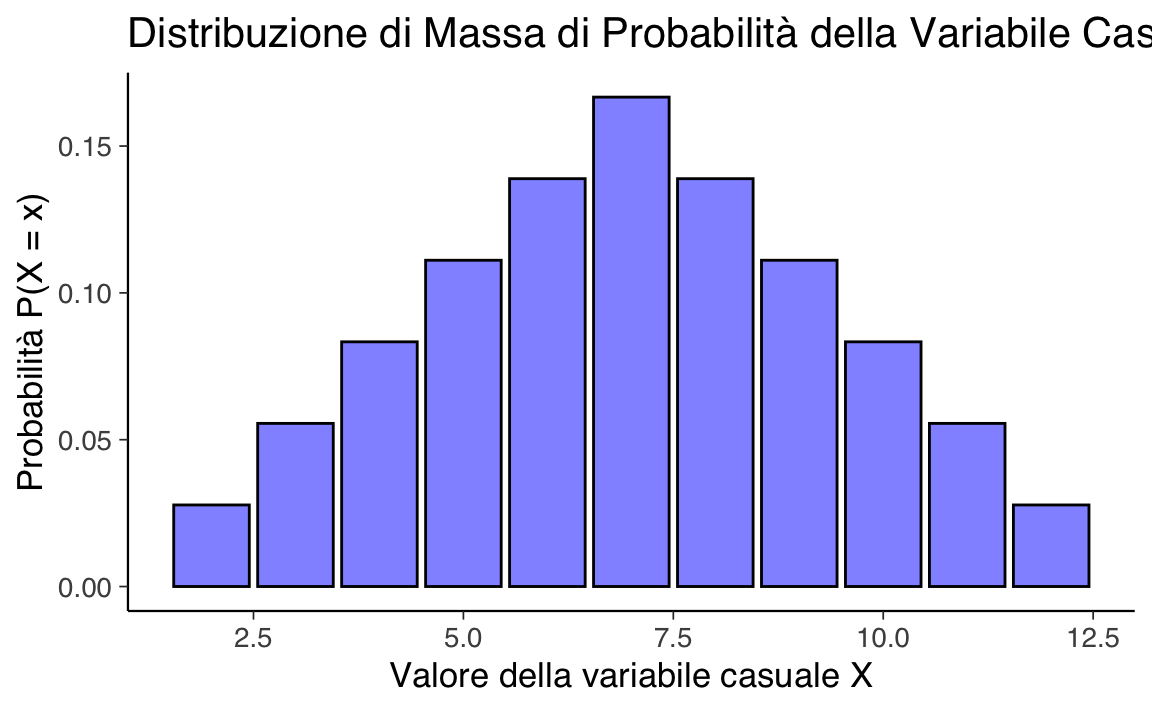 Distribuzione di Massa di Probabilità della Variabile Cas
Probabilità P(X = x)
0.15
0.10
0.05
0.00
2.5 5.0 7.5 10.0 12.5
Valore della variabile casuale X